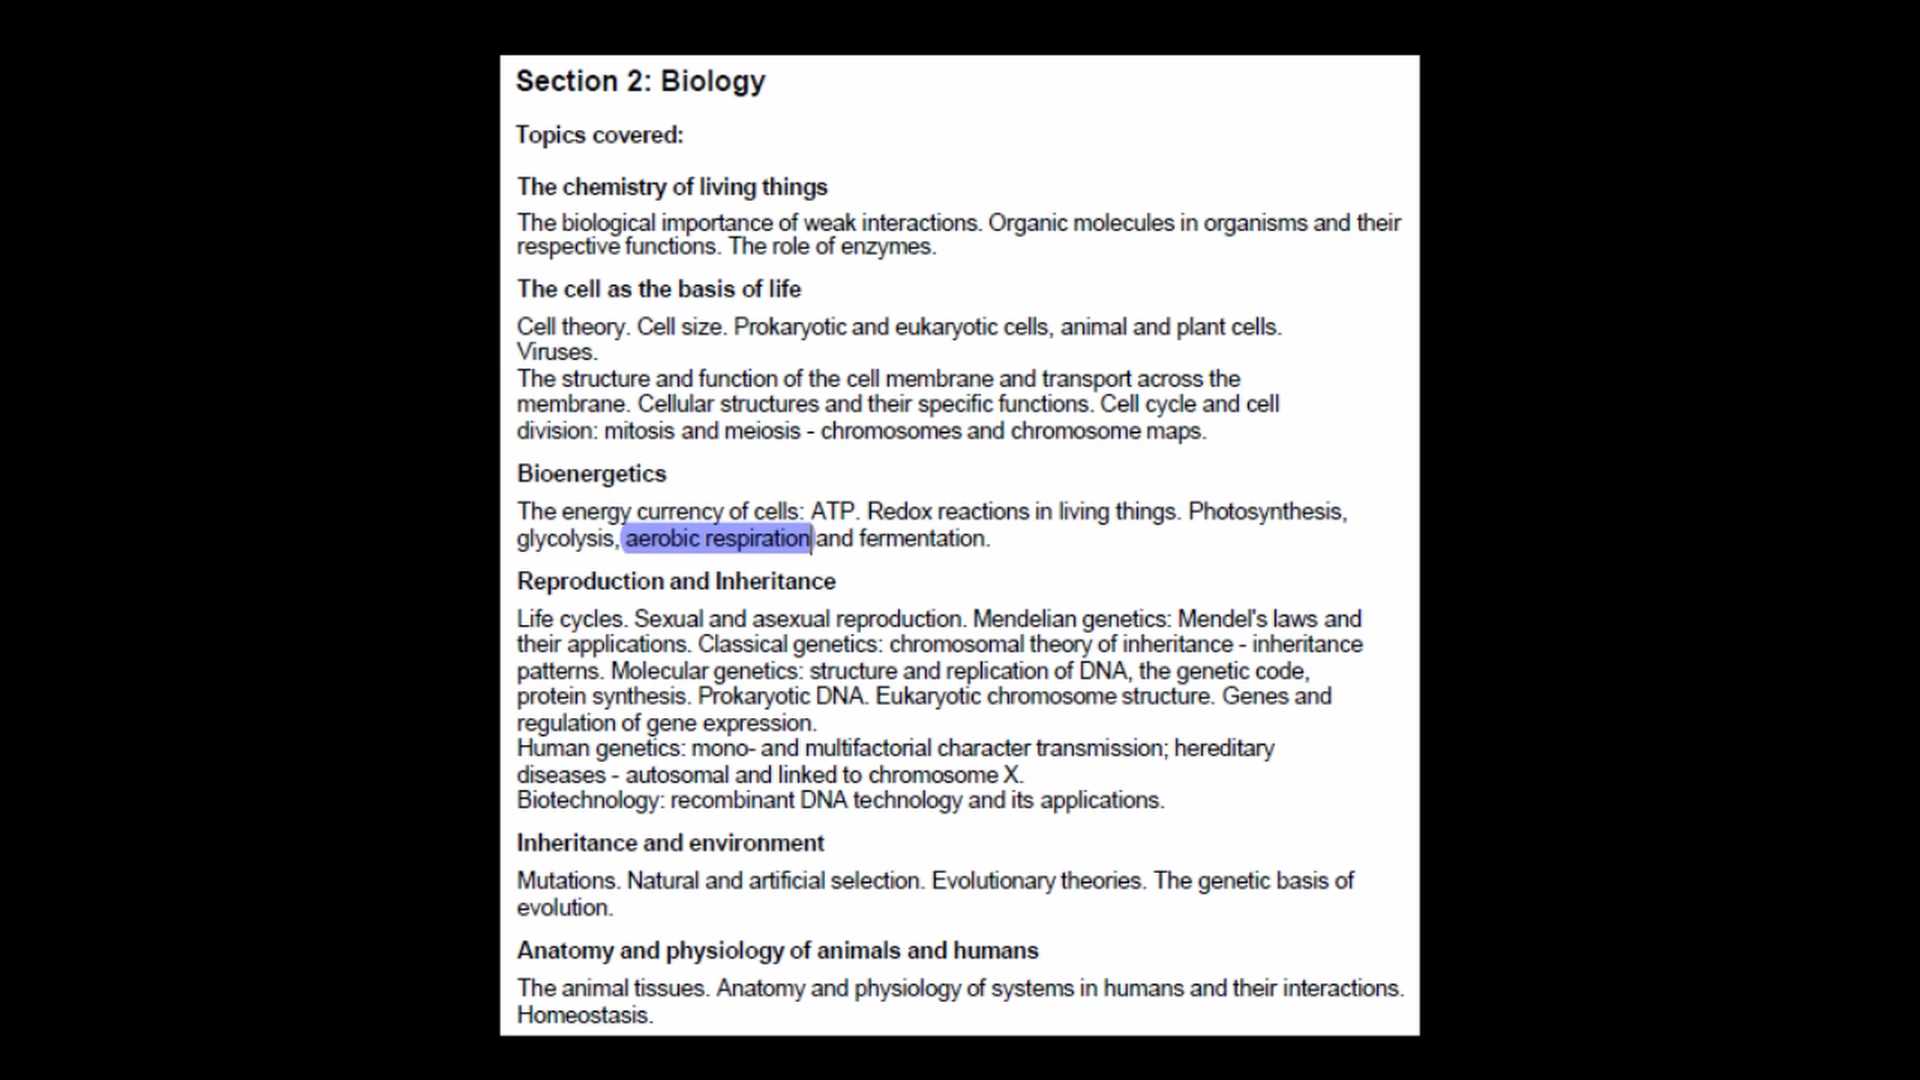 Section 2: Biology
Topics covered:
The chemistry of living things
The biological importance of weak interactions. Organic molecules in organisms and their
respective functions. The role of enzymes.
The cell as the basis of life
Cell theory. Cell size. Prokaryotic and eukaryotic cells, animal and plant cells.
Viruses.
The structure and function of the cell membrane and transport across the
membrane. Cellular structures and their specific functions. Cell cycle and cell
division: mitosis and meiosis - chromosomes and chromosome maps.
Bioenergetics
The energy currency of cells: ATP. Redox reactions in living things. Photosynthesis,
glycolysis, aerobic respiration and fermentation.
Reproduction and Inheritance
Life cycles. Sexual and asexual reproduction. Mendelian genetics: Mendel's laws and
their applications. Classical genetics: chromosomal theory of inheritance - inheritance
patterns. Molecular genetics: structure and replication of DNA, the genetic code,
protein synthesis. Prokaryotic DNA. Eukaryotic chromosome structure. Genes and
regulation of gene expression.
Human genetics: mono- and multifactorial character transmission; hereditary
diseases - autosomal and linked to chromosome X.
Biotechnology: recombinant DNA technology and its applications.
Inheritance and environment
Mutations. Natural and artificial selection. Evolutionary theories. The genetic basis of
evolution.
Anatomy and physiology of animals and humans
The animal tissues. Anatomy and physiology of systems in humans and their interactions.
Homeostasis.